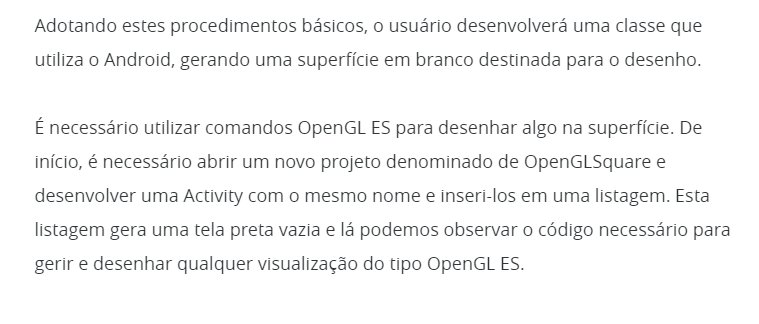 Adotando estes procedimentos básicos, o usuário desenvolverá uma classe que
utiliza o Android, gerando uma superfície em branco destinada para o desenho.
É necessário utilizar comandos OpenGL ES para desenhar algo na superfície. De
início, é necessário abrir um novo projeto denominado de OpenGLSquare e
desenvolver uma Activity com o mesmo nome e inseri-los em uma listagem. Esta
listagem gera uma tela preta vazia e lá podemos observar o código necessário para
gerir e desenhar qualquer visualização do tipo OpenGL ES.